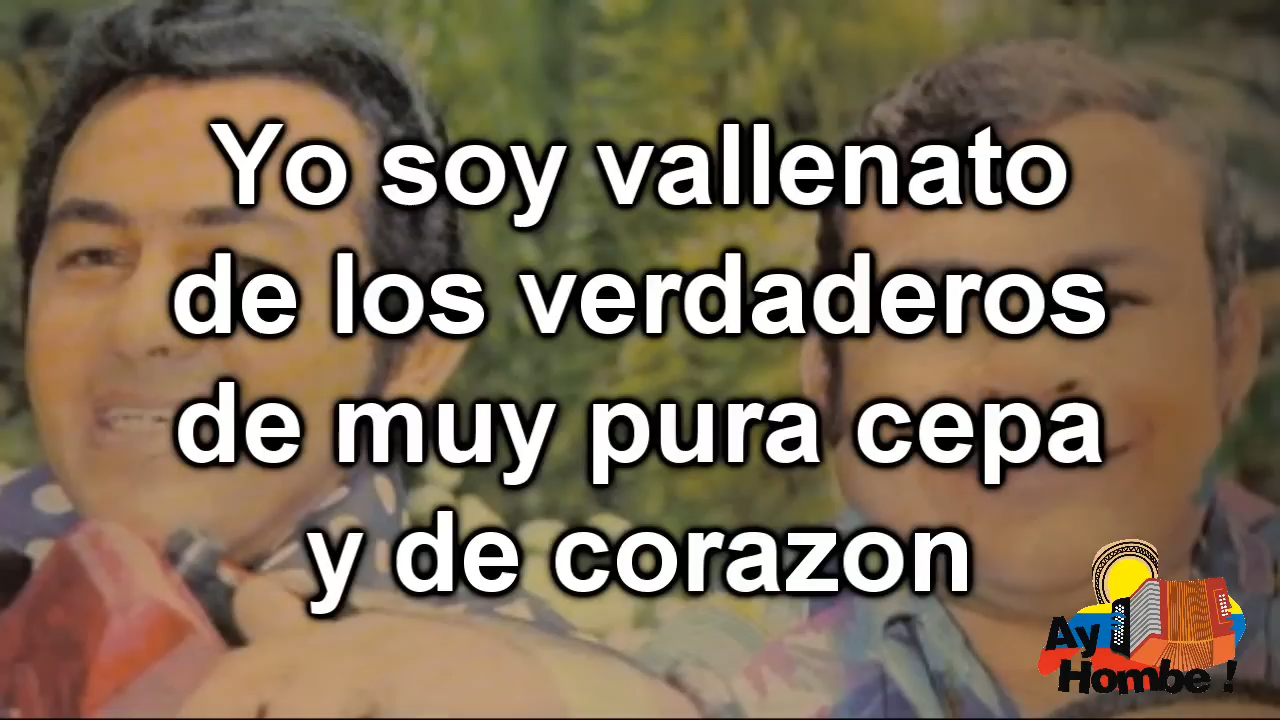 Yo soy vallenato
de los verdaderos
de muy pura cepa
y de corazon
Ay
Hombe !